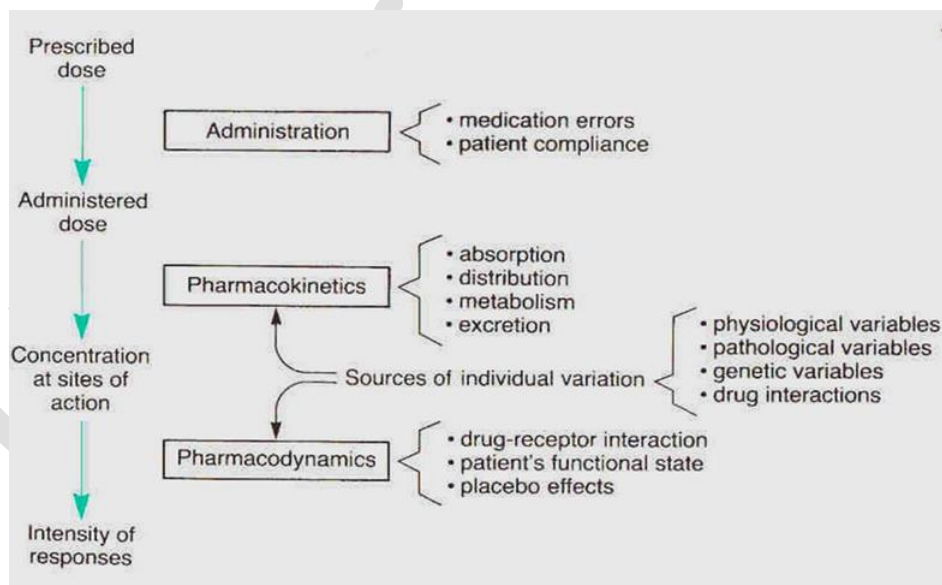 Prescribed
dose
Administration
• medication errors
• patient compliance
Administered
dose
Pharmacokinetics
• absorption
• distribution
• metabolism
• excretion
Concentration
at sites of
action
Sources of individual variation
• physiological variables
• pathological variables
• genetic variables
• drug interactions
Pharmacodynamics
• drug-receptor interaction
• patient's functional state
• placebo effects
Intensity of
responses